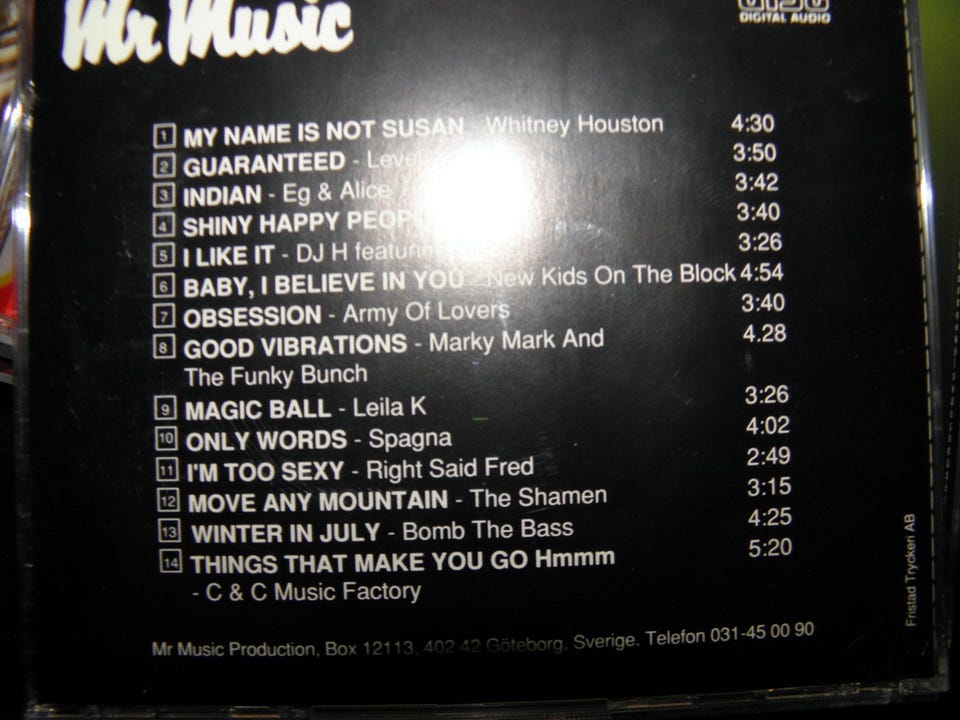 Mr Music
DIGITAL AUDIO
1 MY NAME IS NOT SUSAN - Whitney Houston 4:30
2 GUARANTEED - Level 3:50
3 INDIAN - Eg & Alice 3:42
4 SHINY HAPPY 3:40
5 I LIKE IT - DJ H featuring 3:26
6 BABY, I BELIEVE IN YOU - New Kids On The Block 4:54
7 OBSESSION - Army Of Lovers 3:40
8 GOOD VIBRATIONS - Marky Mark And 4.28
The Funky Bunch
9 MAGIC BALL - Leila K 3:26
10 ONLY WORDS - Spagna 4:02
11 I'M TOO SEXY - Right Said Fred 2:49
12 MOVE ANY MOUNTAIN - The Shamen 3:15
13 WINTER IN JULY - Bomb The Bass 4:25
14 THINGS THAT MAKE YOU GO Hmmm 5:20
- C & C Music Factory
Mr Music Production, Box 12113, 402 42 Göteborg, Sverige. Telefon 031-45 00 90
Fristad Tryckeri AB